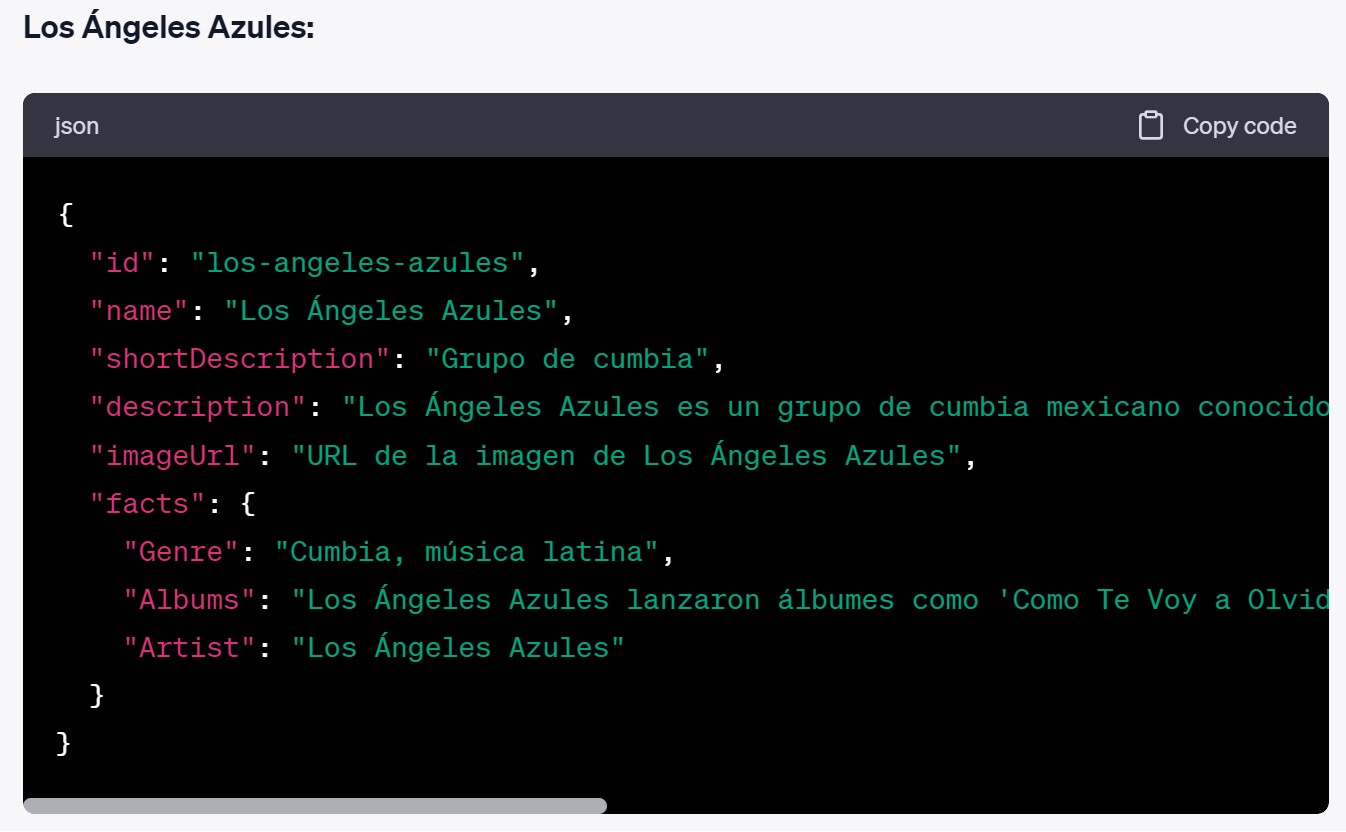 Los Ángeles Azules:
json
Copy code
{
"id": "los-angeles-azules",
"name": "Los Ángeles Azules",
"shortDescription": "Grupo de cumbia",
"description": "Los Ángeles Azules es un grupo de cumbia mexicano conocido
"imageUrl": "URL de la imagen de Los Ángeles Azules",
"facts": {
"Genre": "Cumbia, música latina",
"Albums": "Los Ángeles Azules lanzaron álbumes como 'Como Te Voy a Olvid
"Artist": "Los Ángeles Azules"
}
}